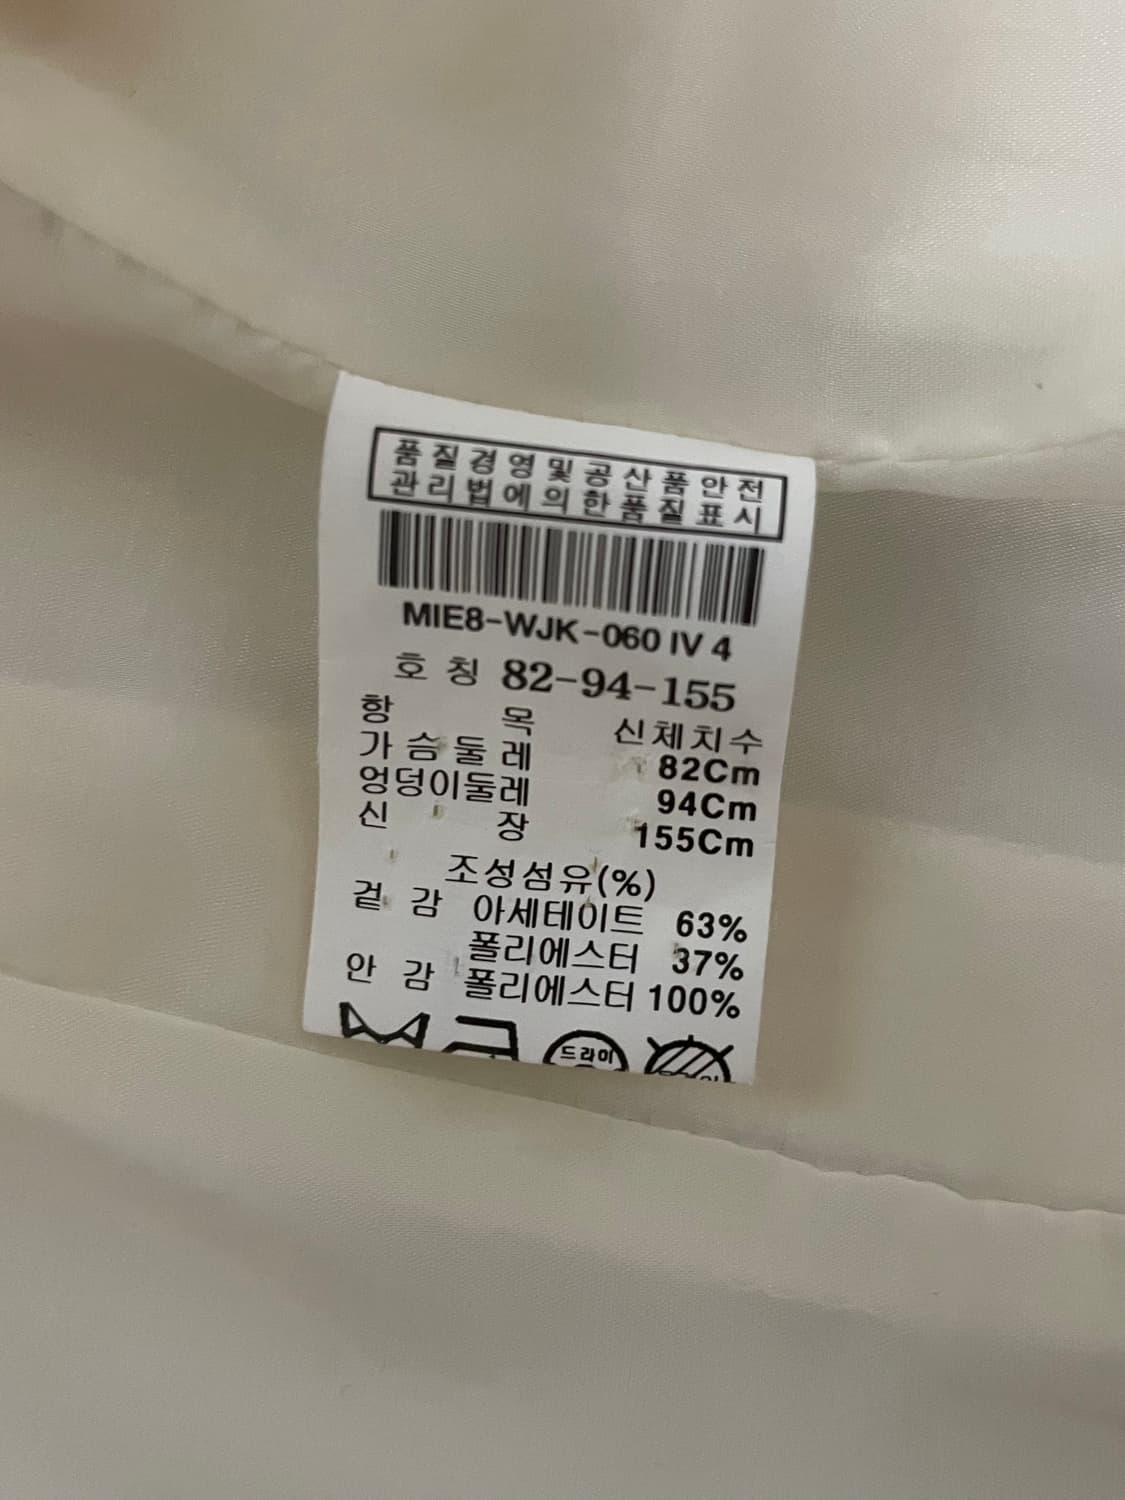 품질경영및공산품안전
관리법에의한품질표시
MIE8-WJK-060 IV 4
호 칭 82-94-155
항 목 신체치수
가슴둘레 82Cm
엉덩이둘레 94Cm
신 장 155Cm
조성섬유(%)
겉 감 아세테이트 63%
폴리에스터 37%
안 감 폴리에스터 100%
드라이